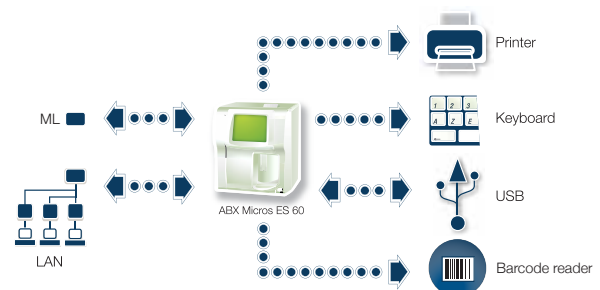 Printer
ML
1 2 3
A Z E
Keyboard
ABX Micros ES 60
USB
LAN
Barcode reader